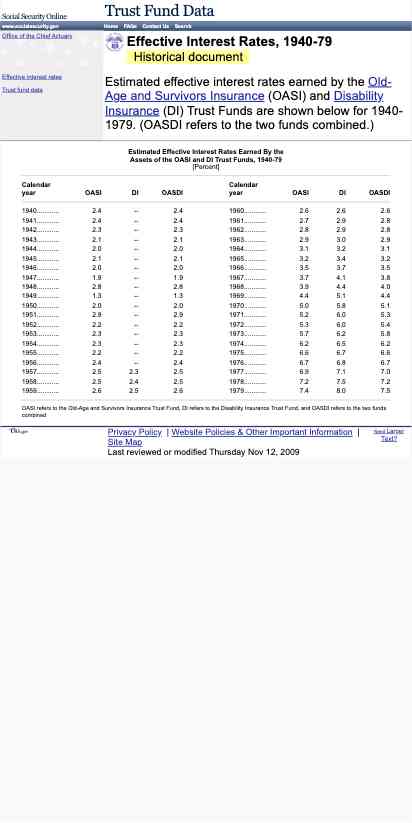 Social Security Online
Trust Fund Data
www.socialsecurity.gov
Home FAQs Contact Us Search
Office of the Chief Actuary
Effective Interest Rates, 1940-79
Historical document
Effective interest rates
Trust fund data
Estimated effective interest rates earned by the Old-
Age and Survivors Insurance (OASI) and Disability
Insurance (DI) Trust Funds are shown below for 1940-
1979. (OASDI refers to the two funds combined.)
Estimated Effective Interest Rates Earned By the
Assets of the OASI and DI Trust Funds, 1940-79
[Percent]
Calendar year OASI DI OASDI Calendar year OASI DI OASDI
1940........... 2.4 -- 2.4 1960........... 2.6 2.6 2.6
1941........... 2.4 -- 2.4 1961........... 2.7 2.9 2.8
1942........... 2.3 -- 2.3 1962........... 2.8 2.9 2.8
1943........... 2.1 -- 2.1 1963........... 2.9 3.0 2.9
1944........... 2.0 -- 2.0 1964........... 3.1 3.2 3.1
1945........... 2.1 -- 2.1 1965........... 3.2 3.4 3.2
1946........... 2.0 -- 2.0 1966........... 3.5 3.7 3.5
1947........... 1.9 -- 1.9 1967........... 3.7 4.1 3.8
1948........... 2.8 -- 2.8 1968........... 3.9 4.4 4.0
1949........... 1.3 -- 1.3 1969........... 4.4 5.1 4.4
1950........... 2.0 -- 2.0 1970........... 5.0 5.8 5.1
1951........... 2.9 -- 2.9 1971........... 5.2 6.0 5.3
1952........... 2.2 -- 2.2 1972........... 5.3 6.0 5.4
1953........... 2.3 -- 2.3 1973........... 5.7 6.2 5.8
1954........... 2.3 -- 2.3 1974........... 6.2 6.5 6.2
1955........... 2.2 -- 2.2 1975........... 6.6 6.7 6.6
1956........... 2.4 -- 2.4 1976........... 6.7 6.8 6.7
1957........... 2.5 2.3 2.5 1977........... 6.9 7.1 7.0
1958........... 2.5 2.4 2.5 1978........... 7.2 7.5 7.2
1959........... 2.6 2.5 2.6 1979........... 7.4 8.0 7.5
OASI refers to the Old-Age and Survivors Insurance Trust Fund, DI refers to the Disability Insurance Trust Fund, and OASDI refers to the two funds
combined
Privacy Policy | Website Policies & Other Important Information |
Site Map
Need Larger
Text?
Last reviewed or modified Thursday Nov 12, 2009